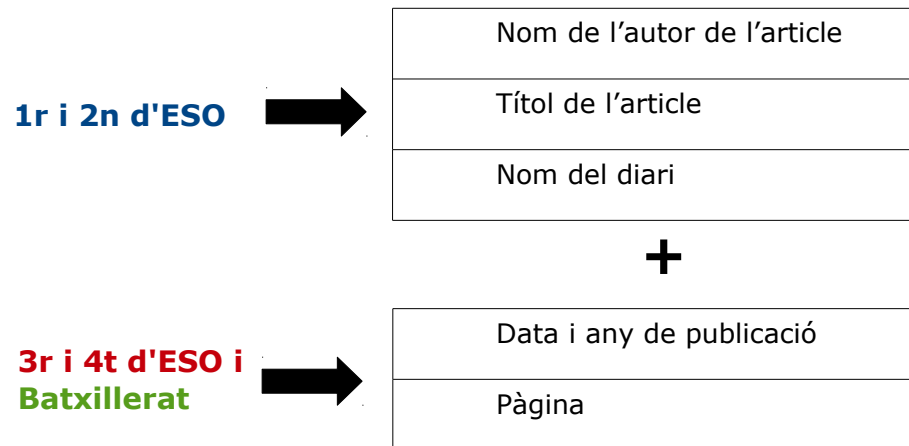 Nom de l’autor de l’article
1r i 2n d'ESO
Títol de l’article
Nom del diari
+
Data i any de publicació
3r i 4t d'ESO i
Batxillerat
Pàgina